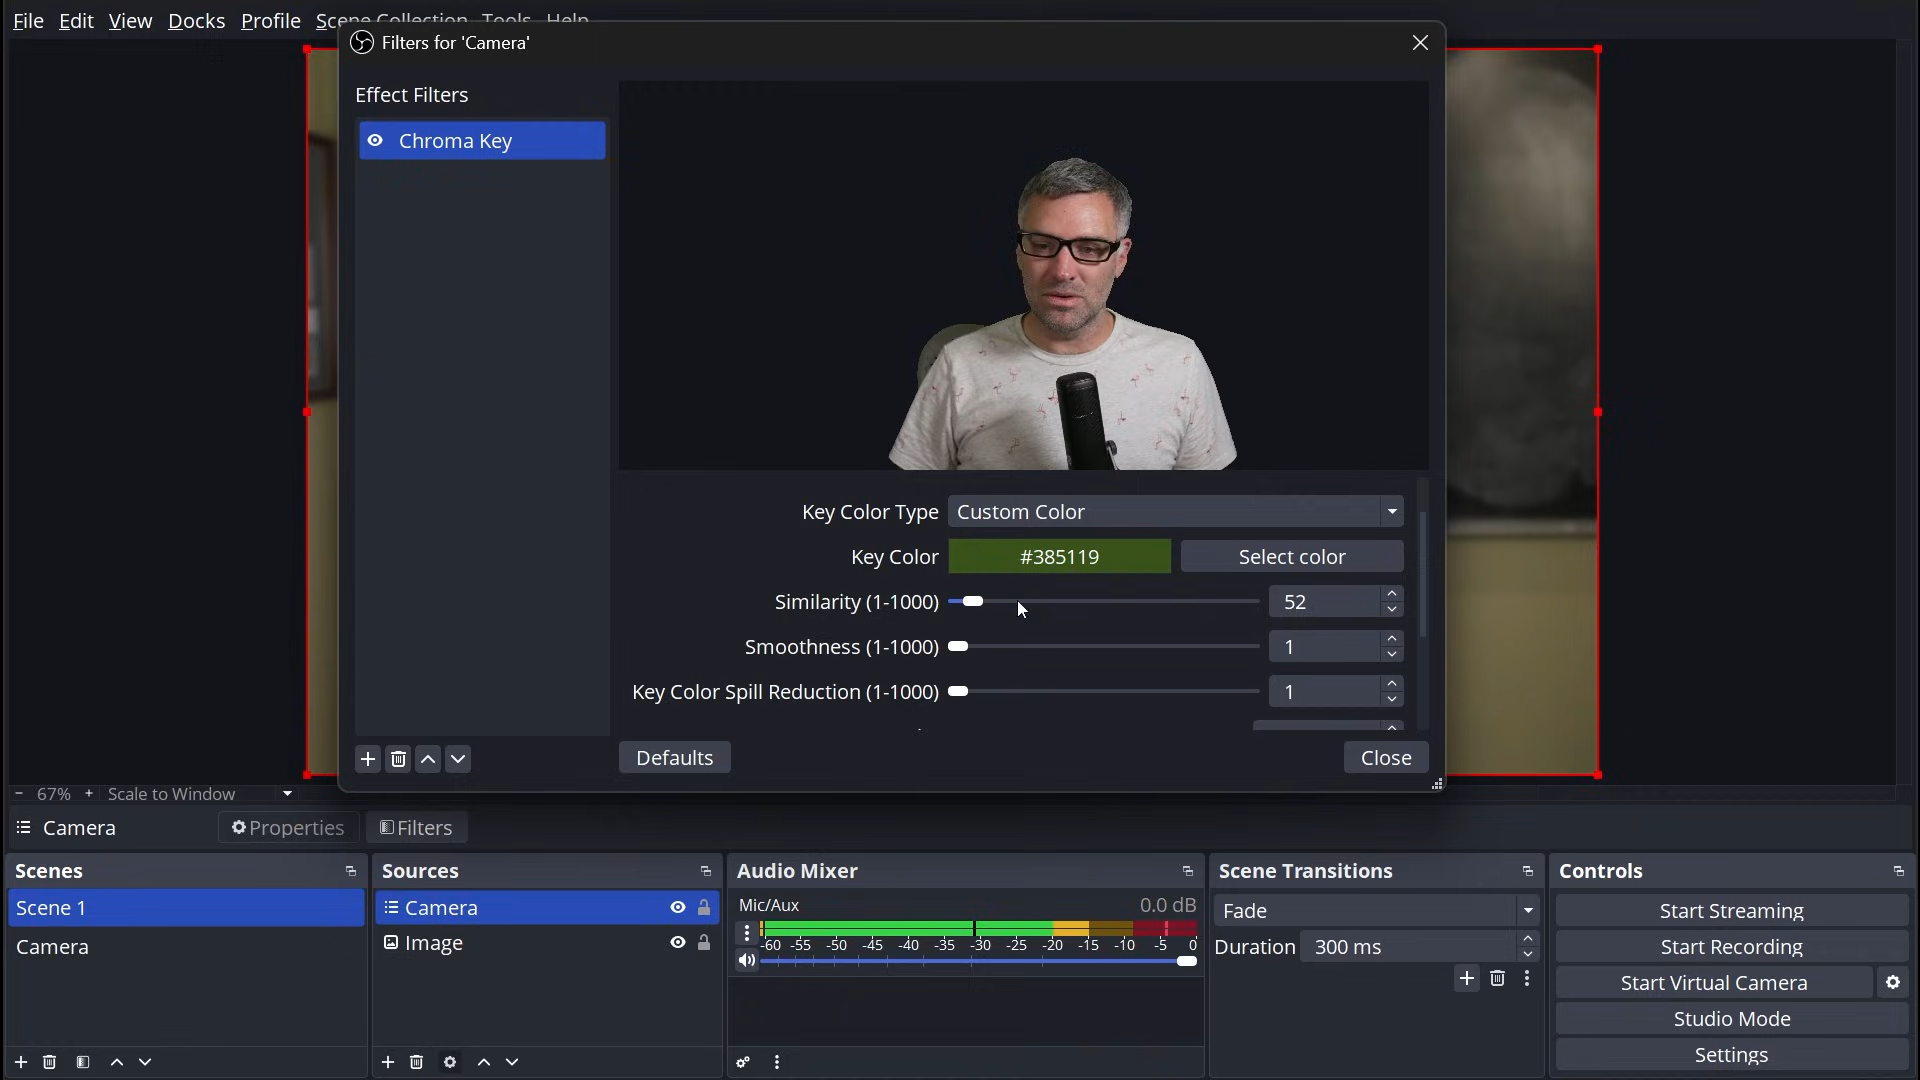 File Edit View Docks Profile Scene Collection Tools Help
Filters for 'Camera'
Effect Filters
Chroma Key
Key Color Type Custom Color
Key Color #385119 Select color
Similarity (1-1000) 52
Smoothness (1-1000) 1
Key Color Spill Reduction (1-1000) 1
Defaults Close
- 67% + Scale to Window
Camera Properties Filters
Scenes
Scene 1
Camera
Sources
Camera
Image
Audio Mixer
Mic/Aux 0.0 dB
-60 -55 -50 -45 -40 -35 -30 -25 -20 -15 -10 -5 0
Scene Transitions
Fade
Duration 300 ms
Controls
Start Streaming
Start Recording
Start Virtual Camera
Studio Mode
Settings